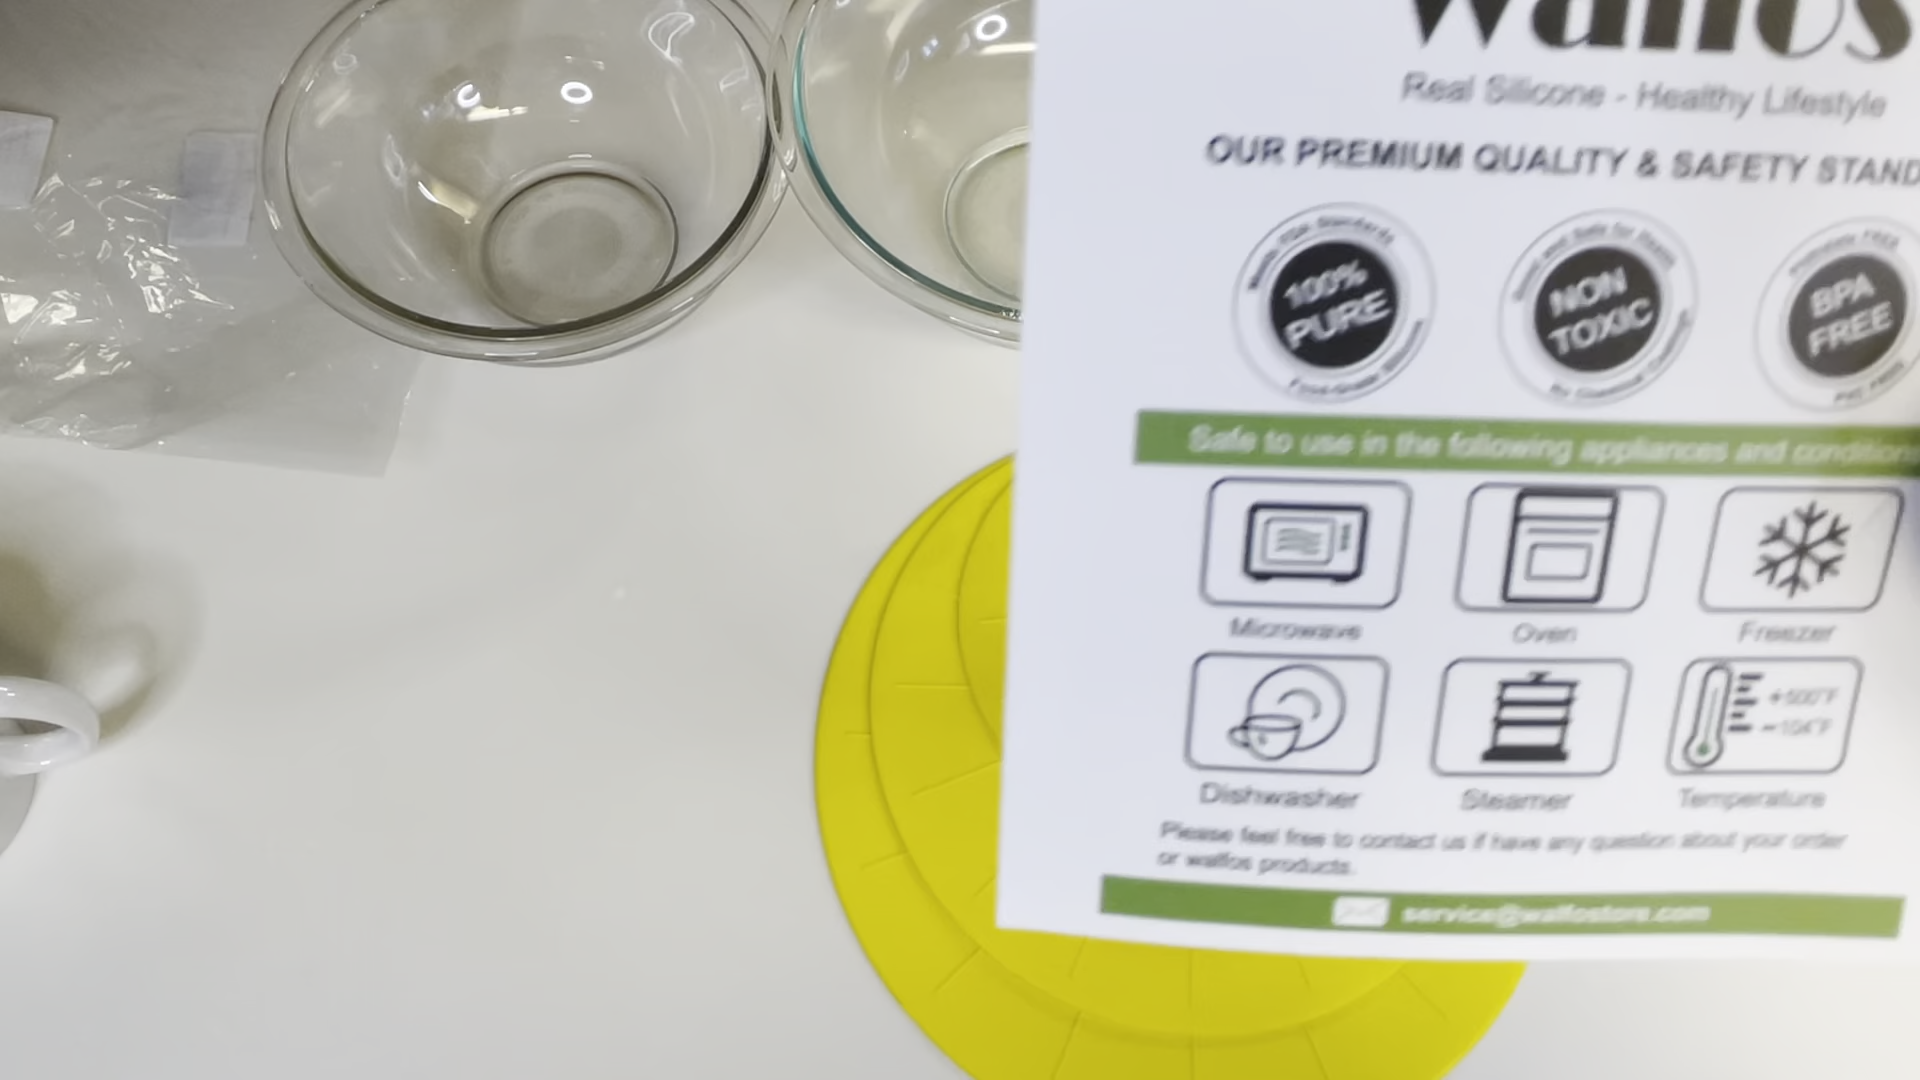 Walfos
Real Silicone - Healthy Lifestyle
OUR PREMIUM QUALITY & SAFETY STAND
100%
PURE
NON
TOXIC
BPA
FREE
Safe to use in the following appliances and condition
Microwave
Oven
Freezer
+500°F
-104°F
Dishwasher
Steamer
Temperature
Please feel free to contact us if have any question about your order
or walfos products.
service@walfostore.com